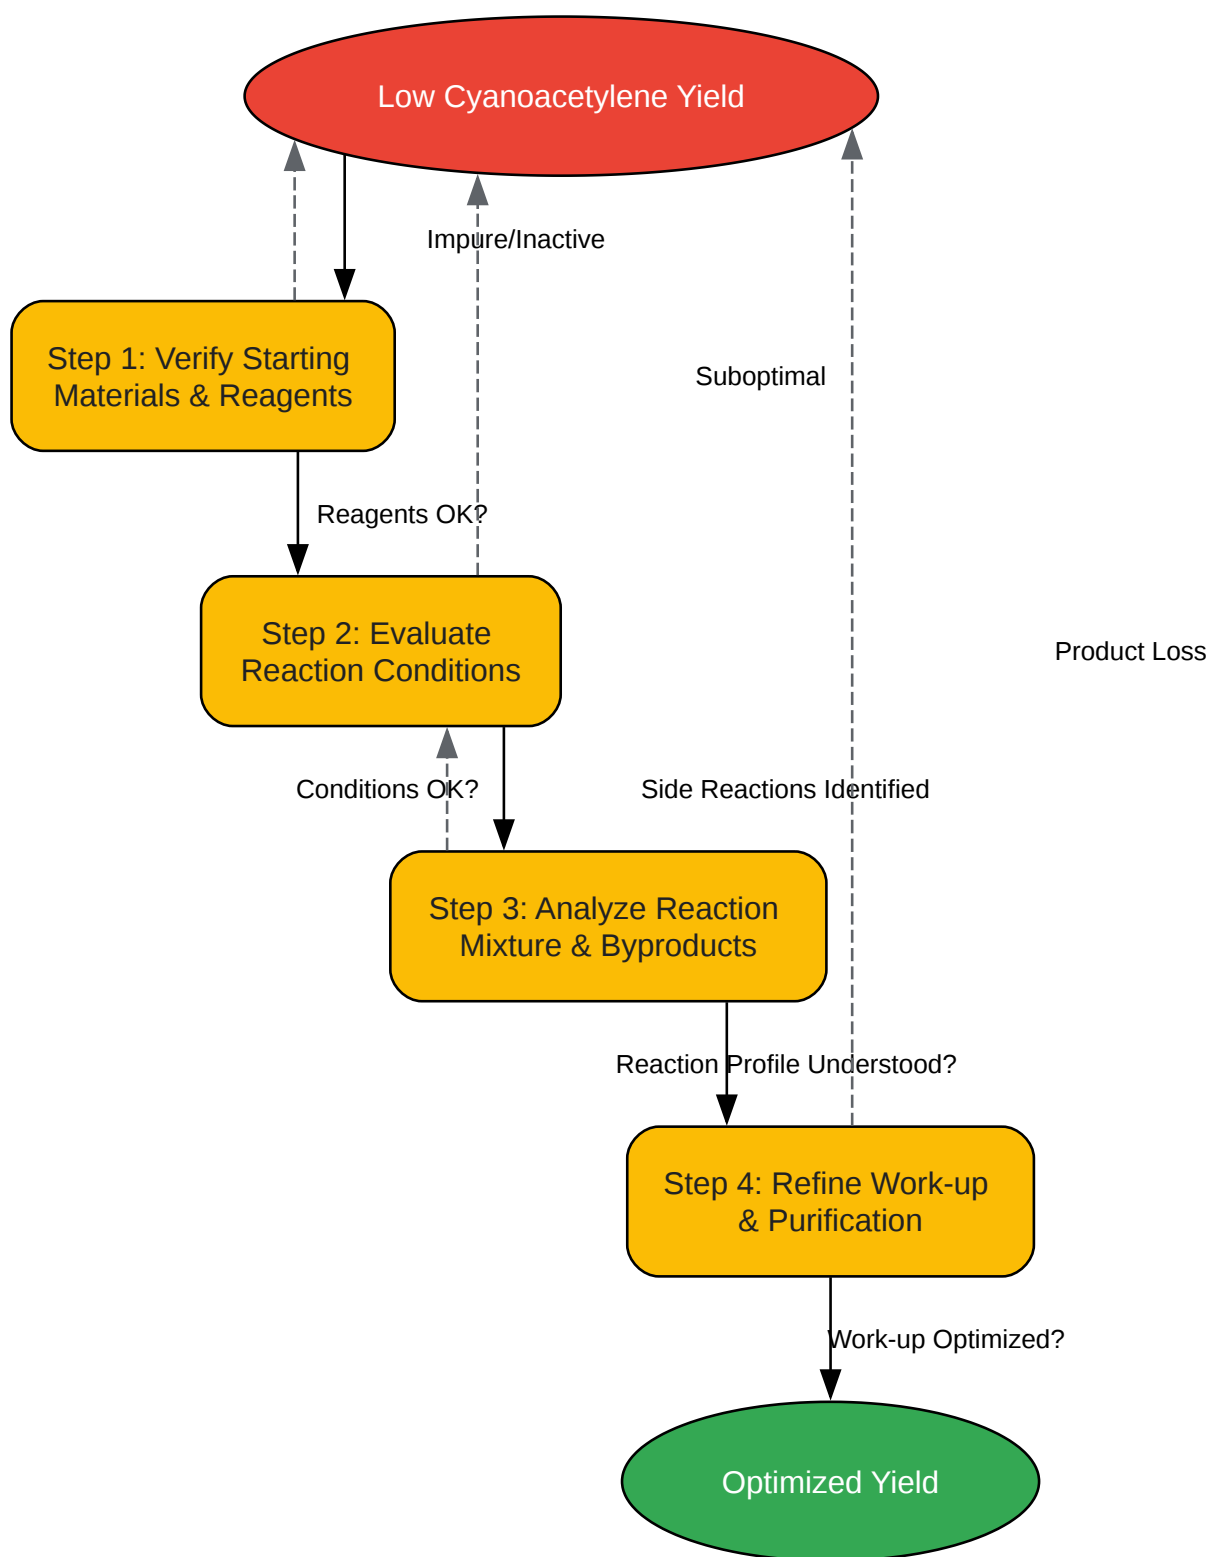 Low Cyanoacetylene Yield
Impure/Inactive
Step 1: Verify Starting
Materials & Reagents
Suboptimal
Reagents OK?
Step 2: Evaluate
Reaction Conditions
Product Loss
Conditions OK?
Side Reactions Identified
Step 3: Analyze Reaction
Mixture & Byproducts
Reaction Profile Understood?
Step 4: Refine Work-up
& Purification
Work-up Optimized?
Optimized Yield